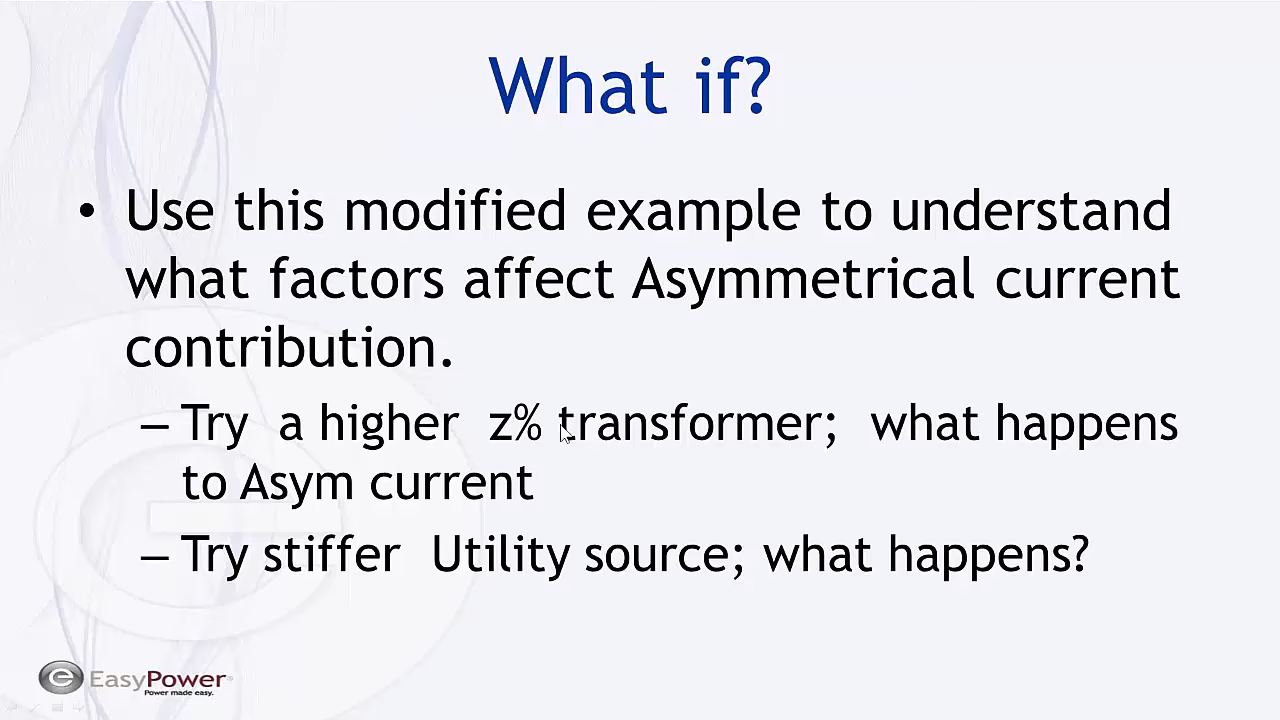 What if?
• Use this modified example to understand
what factors affect Asymmetrical current
contribution.
– Try a higher z% transformer; what happens
to Asym current
– Try stiffer Utility source; what happens?
EasyPower
Power made easy.